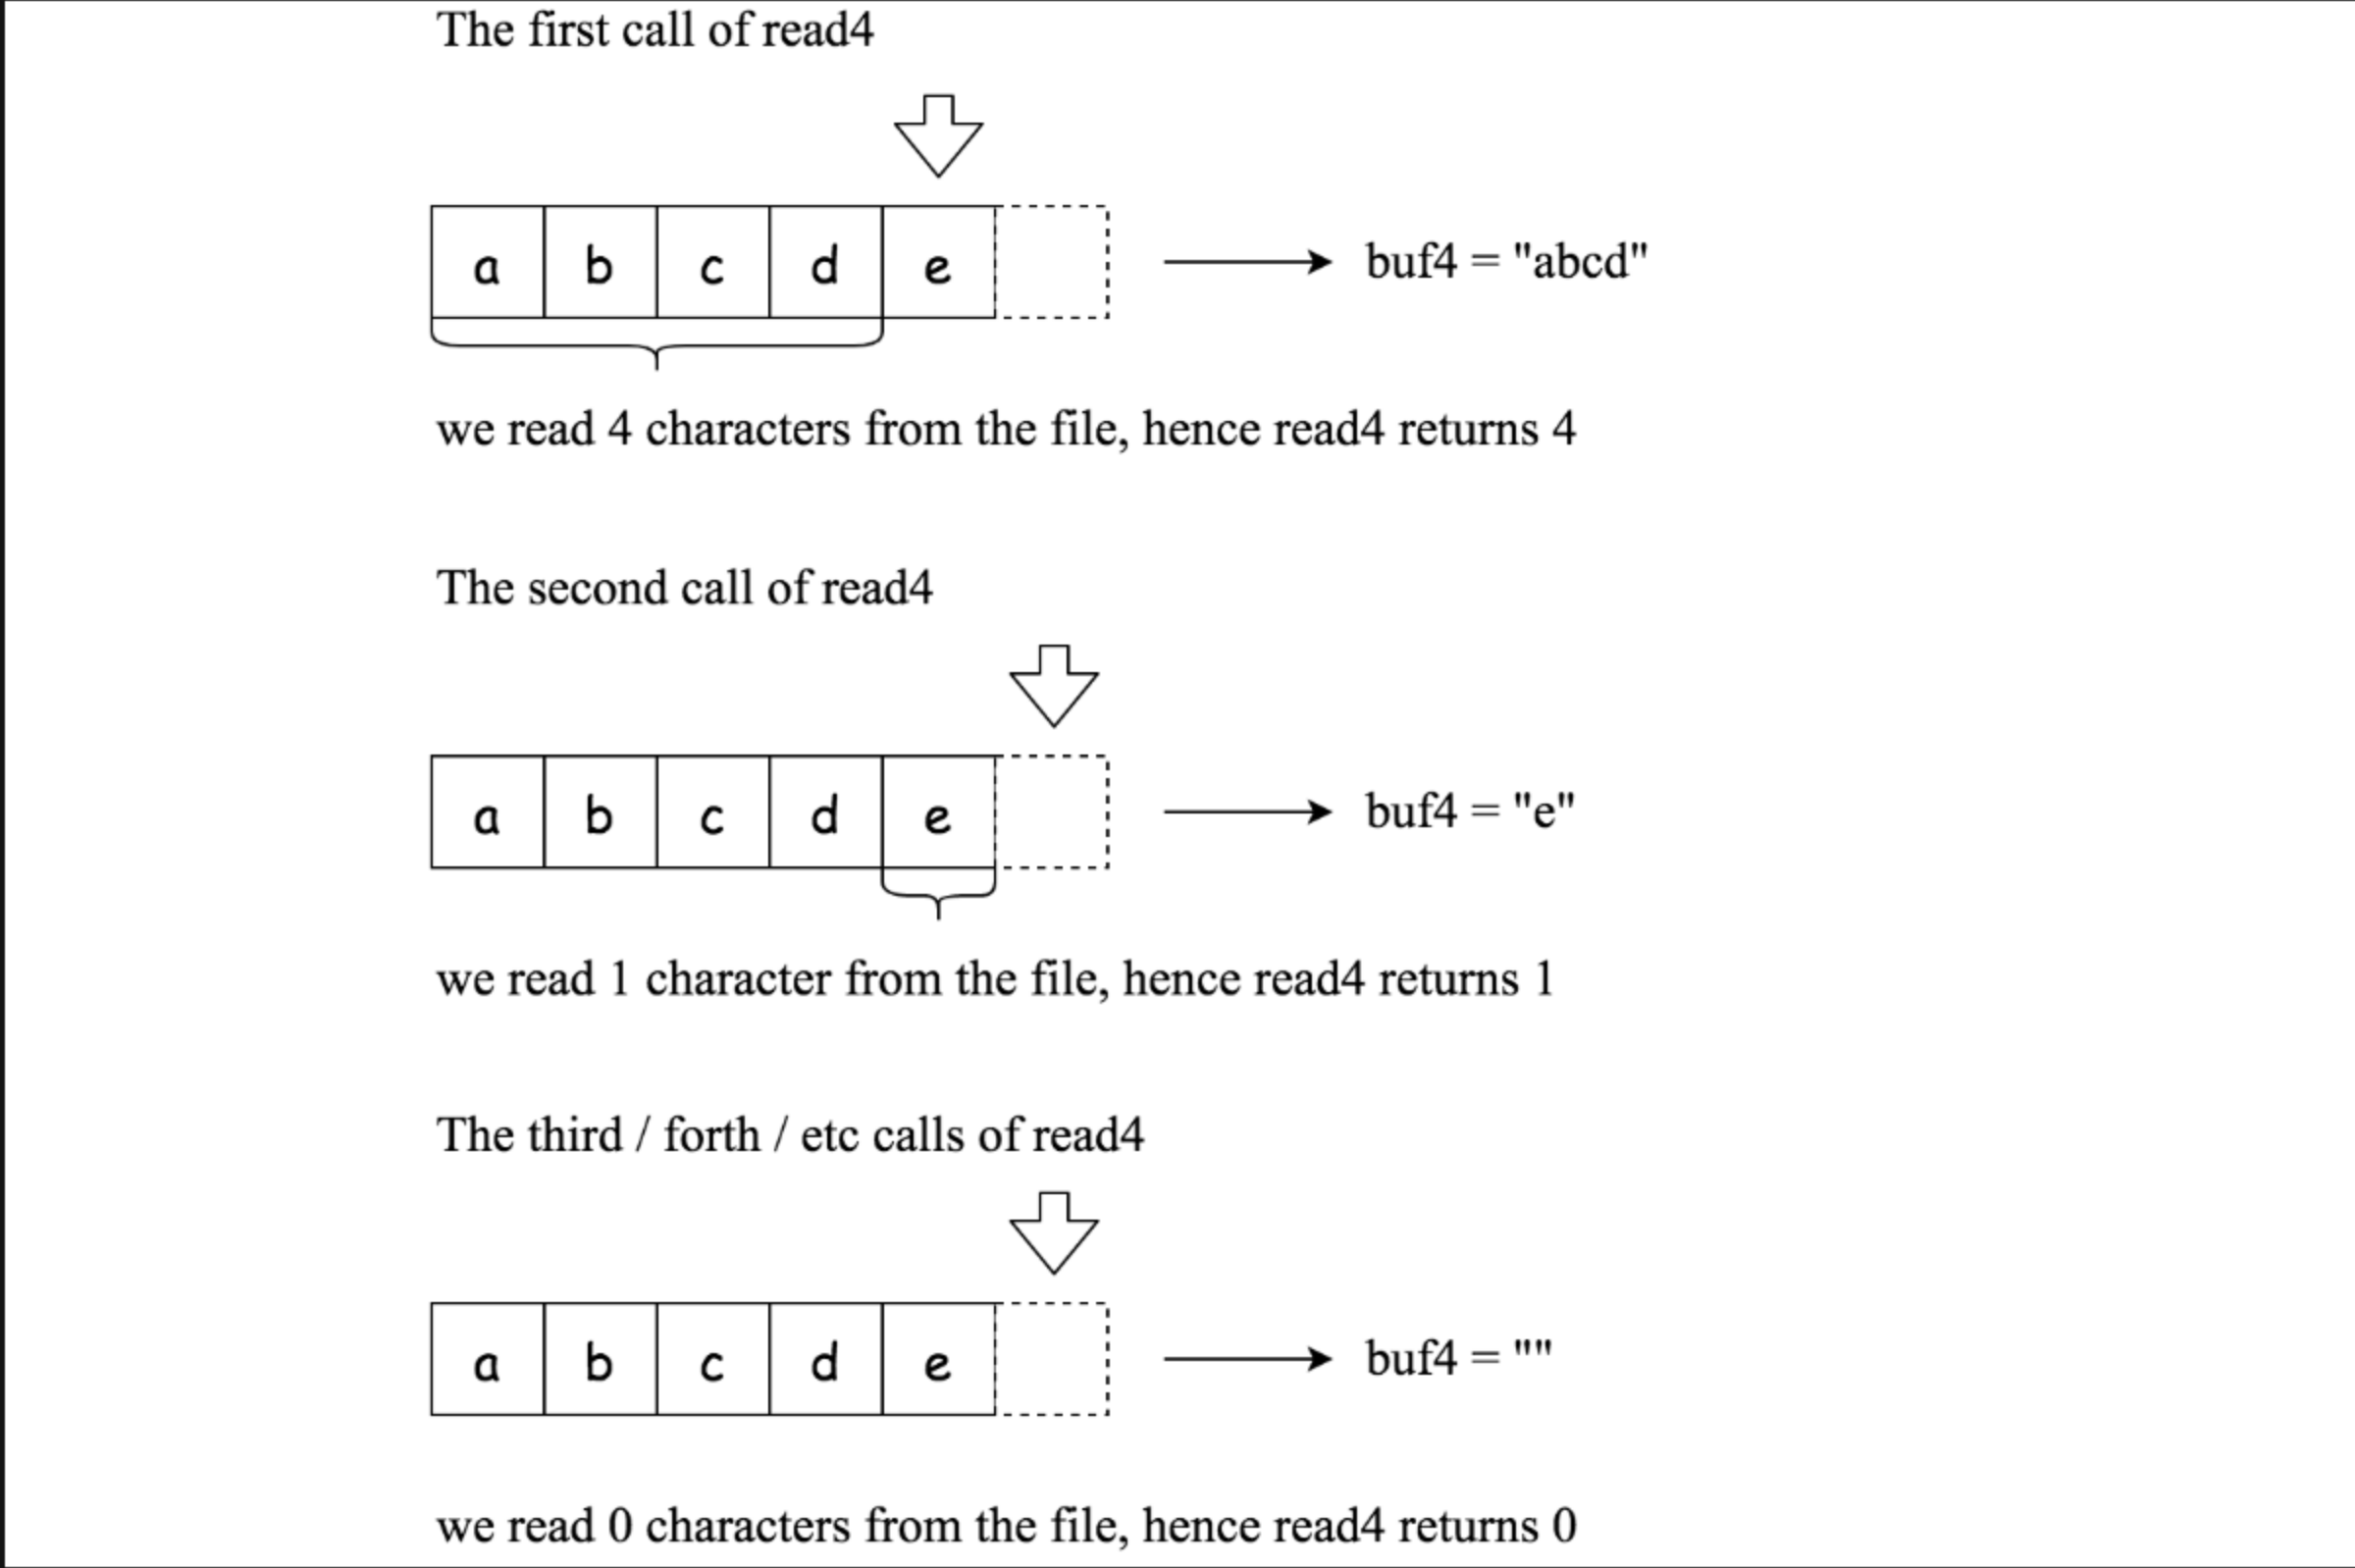 The first call of read4
a b c d e
buf4 = "abcd"
we read 4 characters from the file, hence read4 returns 4
The second call of read4
a b c d e
buf4 = "e"
we read 1 character from the file, hence read4 returns 1
The third / forth / etc calls of read4
a b c d e
buf4 = ""
we read 0 characters from the file, hence read4 returns 0